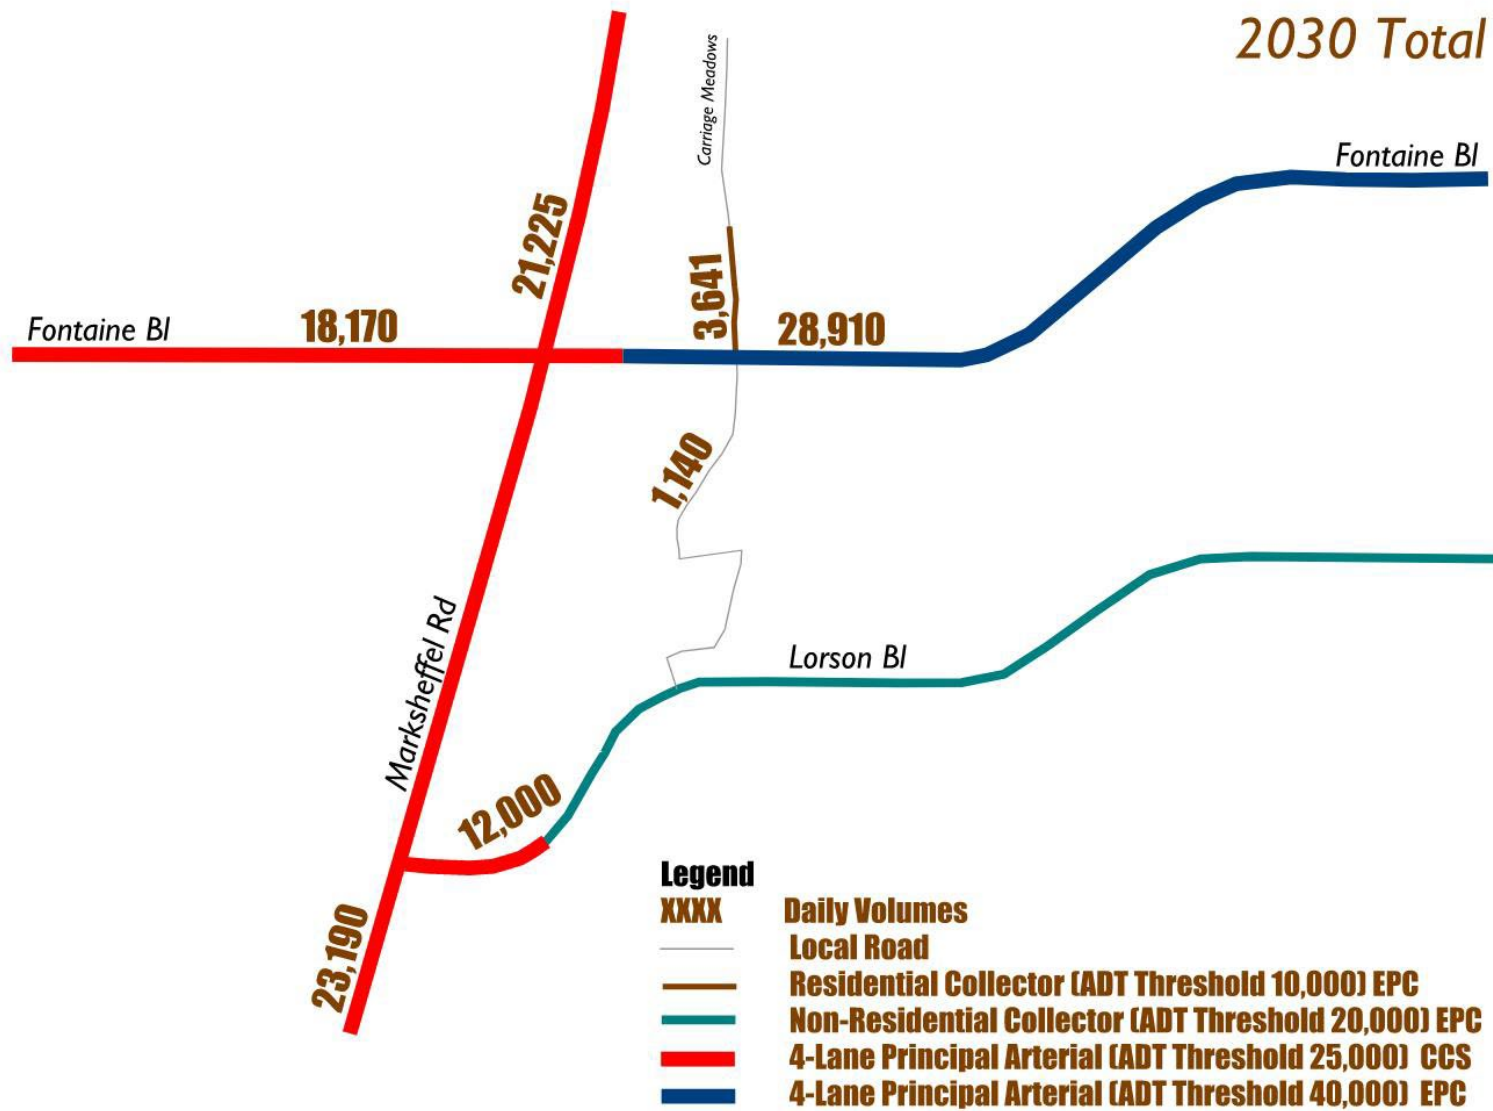 2030 Total
Carriage Meadows
Fontaine Bl
21,225
3,641
Fontaine Bl
18,170
28,910
1,140
Marksheffel Rd
Lorson Bl
12,000
23,190
Legend
XXXX Daily Volumes
Local Road
Residential Collector (ADT Threshold 10,000) EPC
Non-Residential Collector (ADT Threshold 20,000) EPC
4-Lane Principal Arterial (ADT Threshold 25,000) CCS
4-Lane Principal Arterial (ADT Threshold 40,000) EPC